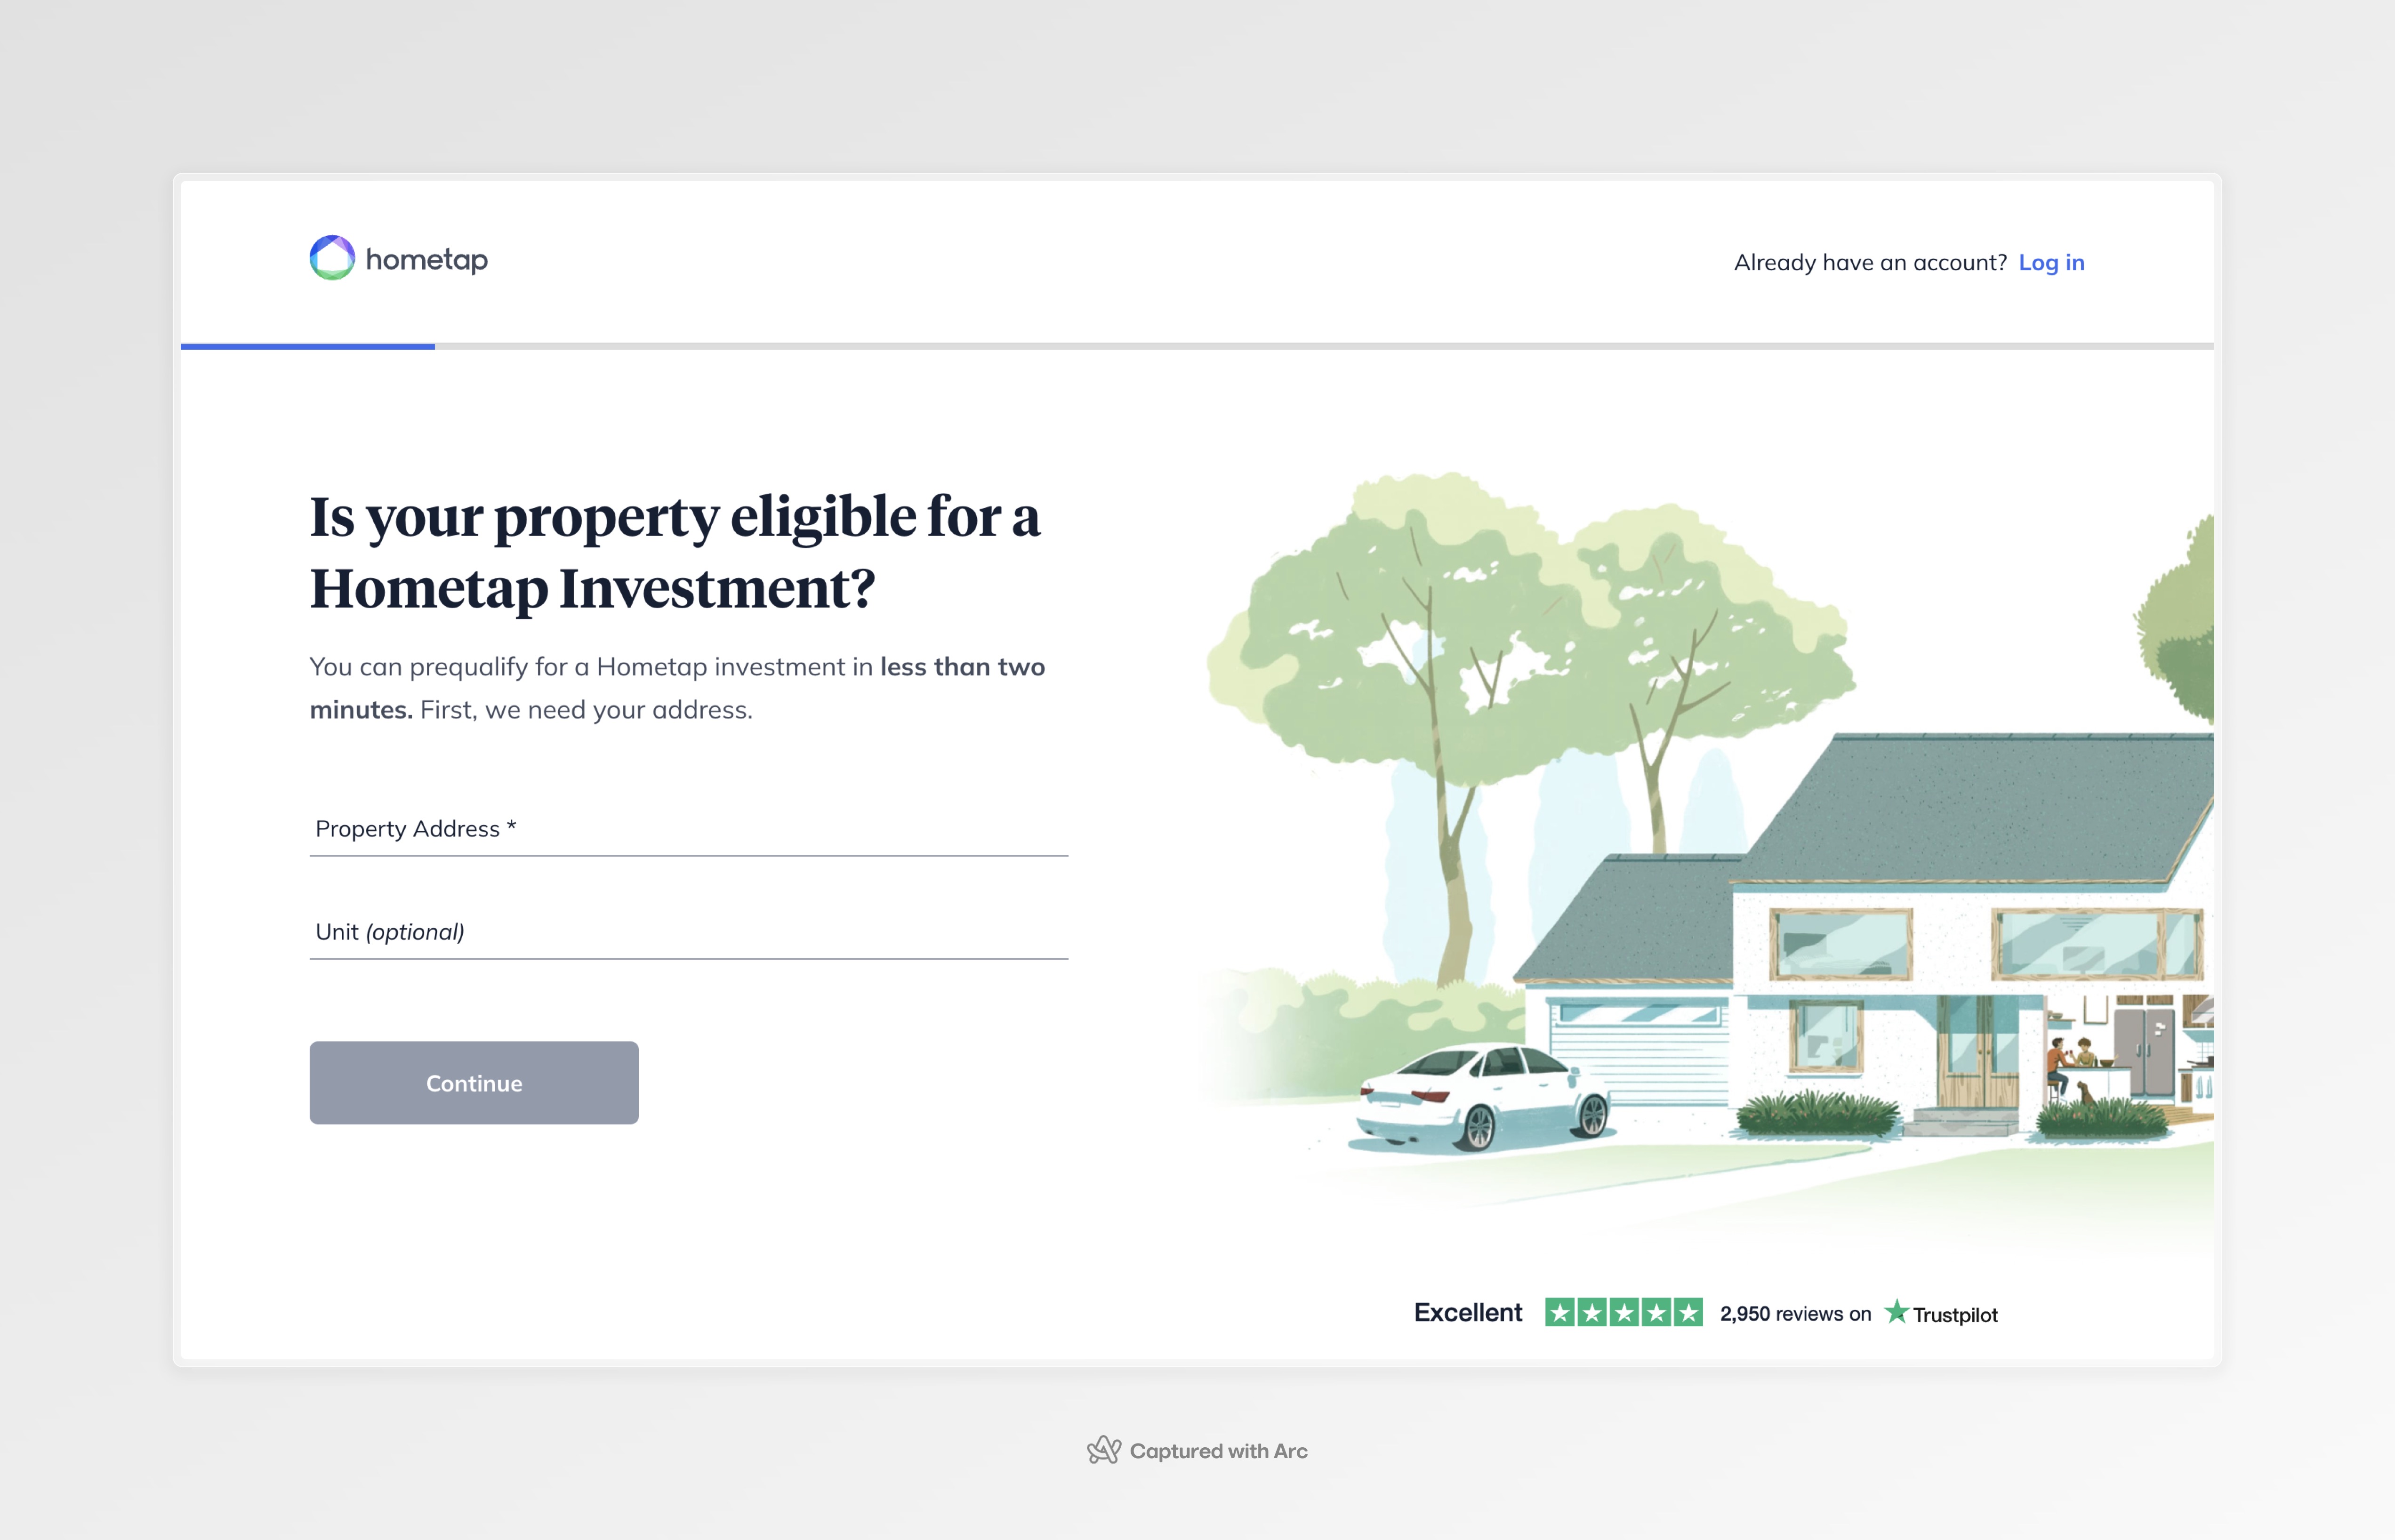 hometap
Already have an account? Log in
Is your property eligible for a
Hometap Investment?
You can prequalify for a Hometap investment in less than two
minutes. First, we need your address.
Property Address *
Unit (optional)
Continue
Excellent 2,950 reviews on Trustpilot
Captured with Arc